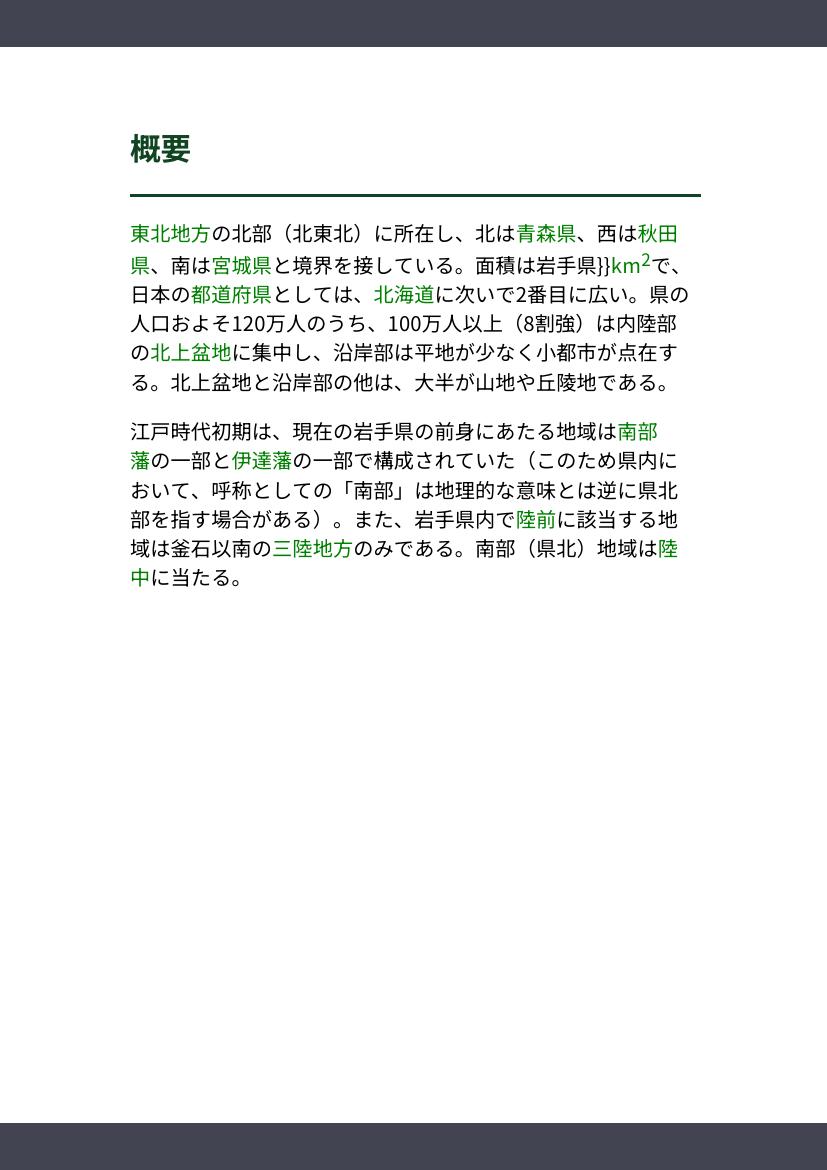 概要
東北地方の北部（北東北）に所在し、北は青森県、西は秋田
県、南は宮城県と境界を接している。面積は岩手県}}km²で、
日本の都道府県としては、北海道に次いで2番目に広い。県の
人口およそ120万人のうち、100万人以上（8割強）は内陸部
の北上盆地に集中し、沿岸部は平地が少なく小都市が点在す
る。北上盆地と沿岸部の他は、大半が山地や丘陵地である。
江戸時代初期は、現在の岩手県の前身にあたる地域は南部
藩の一部と伊達藩の一部で構成されていた（このため県内に
おいて、呼称としての「南部」は地理的な意味とは逆に県北
部を指す場合がある）。また、岩手県内で陸前に該当する地
域は釜石以南の三陸地方のみである。南部（県北）地域は陸
中に当たる。